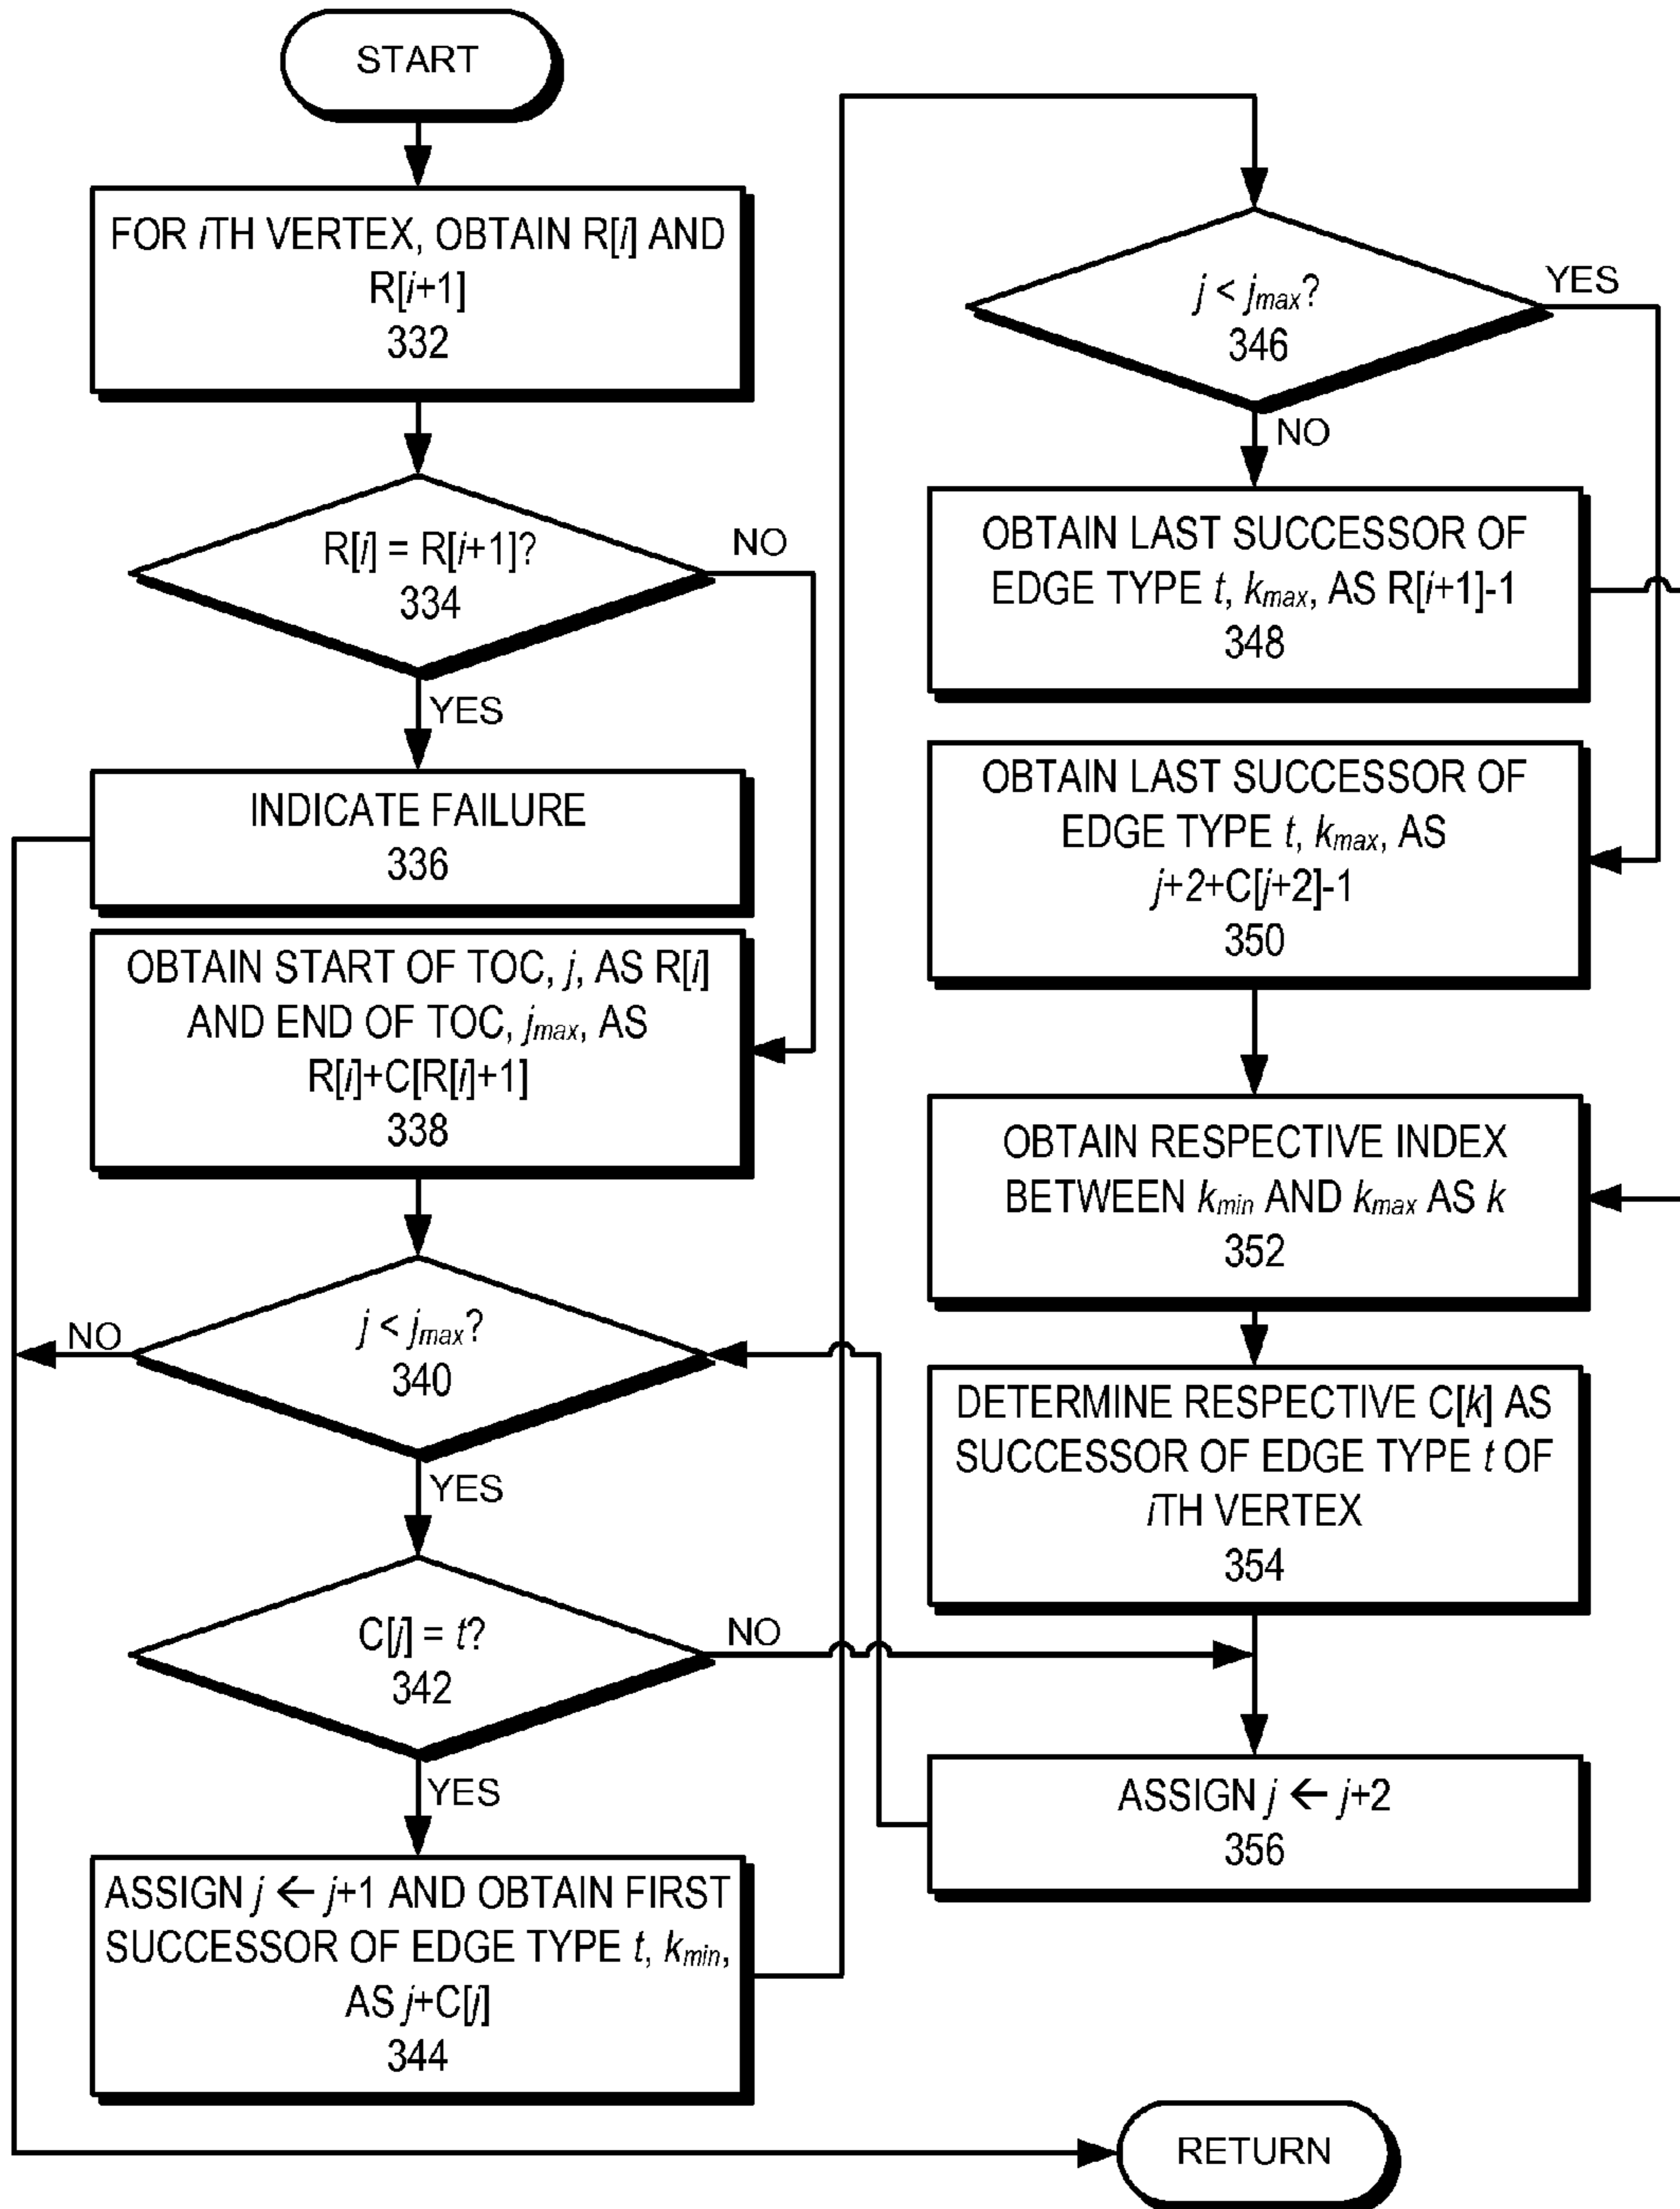 START
FOR iTH VERTEX, OBTAIN R[i] AND
R[i+1]
332
R[i] = R[i+1]?
334
NO
YES
INDICATE FAILURE
336
OBTAIN START OF TOC, j, AS R[i]
AND END OF TOC, jmax, AS
R[i]+C[R[i]+1]
338
j < jmax?
340
NO
YES
C[j] = t?
342
NO
YES
ASSIGN j ← j+1 AND OBTAIN FIRST
SUCCESSOR OF EDGE TYPE t, kmin,
AS j+C[j]
344
j < jmax?
346
YES
NO
OBTAIN LAST SUCCESSOR OF
EDGE TYPE t, kmax, AS R[i+1]-1
348
OBTAIN LAST SUCCESSOR OF
EDGE TYPE t, kmax, AS
j+2+C[j+2]-1
350
OBTAIN RESPECTIVE INDEX
BETWEEN kmin AND kmax AS k
352
DETERMINE RESPECTIVE C[k] AS
SUCCESSOR OF EDGE TYPE t OF
iTH VERTEX
354
ASSIGN j ← j+2
356
RETURN